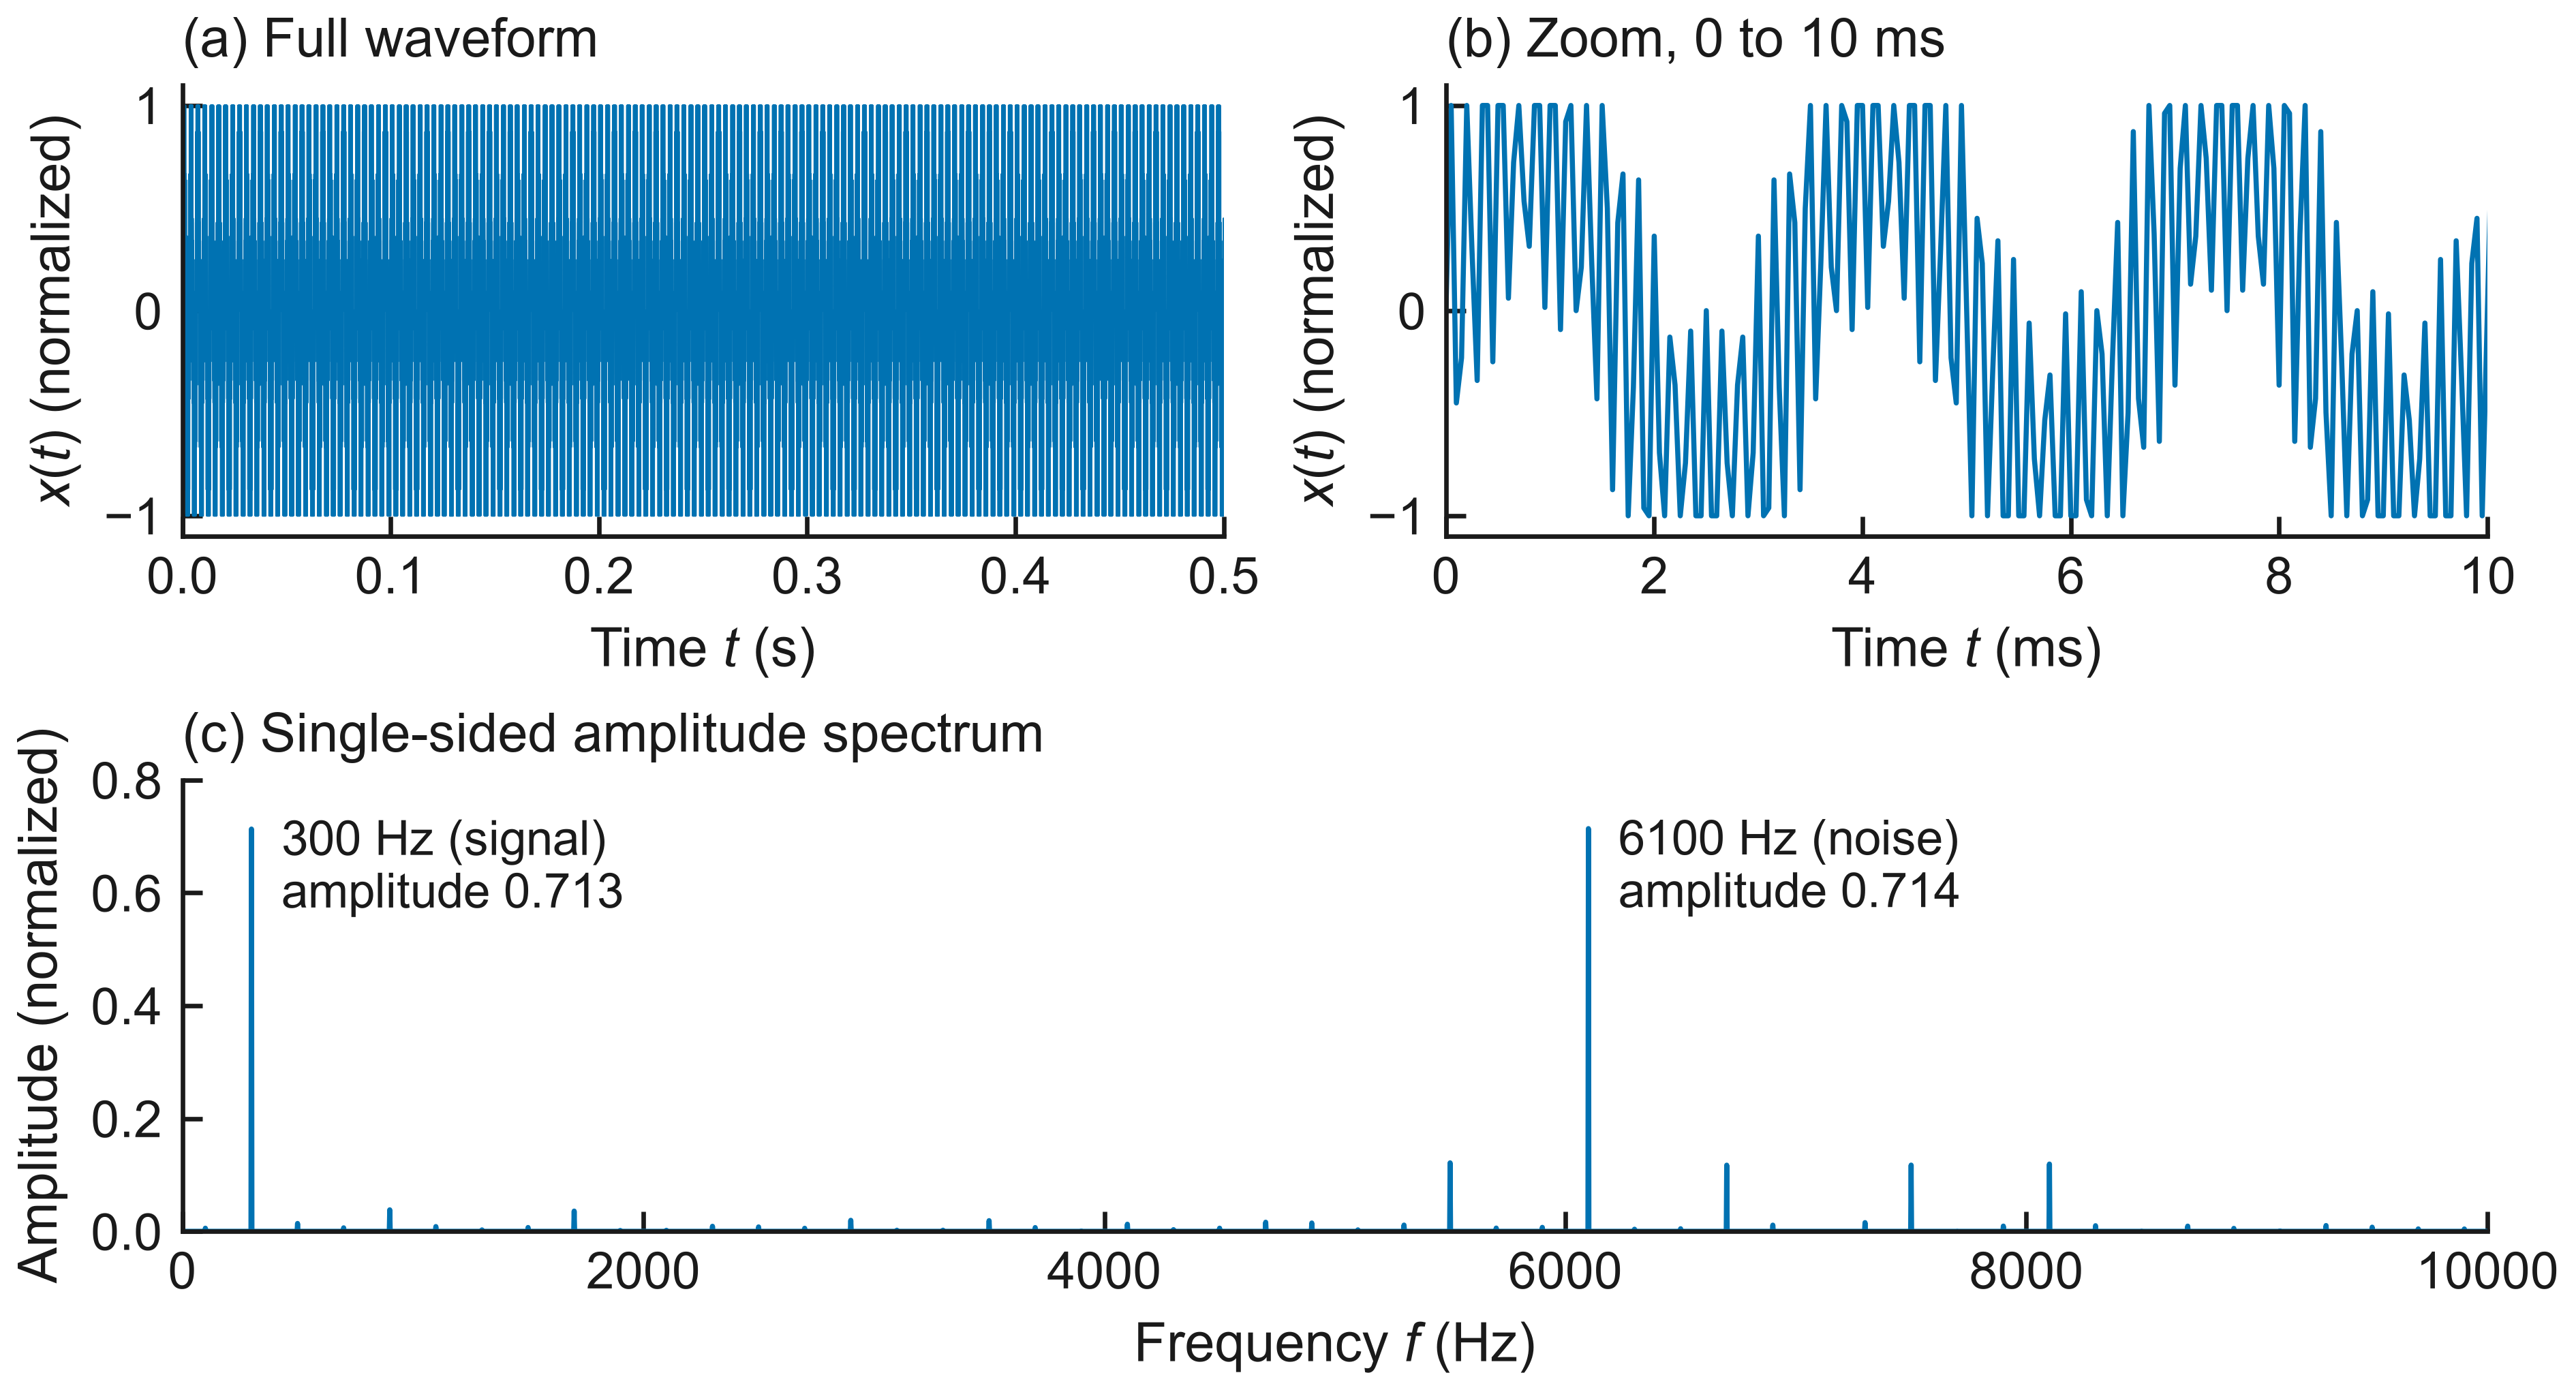 (a) Full waveform
x(t) (normalized)
1
0
−1
0.0 0.1 0.2 0.3 0.4 0.5
Time t (s)
(b) Zoom, 0 to 10 ms
x(t) (normalized)
1
0
−1
0 2 4 6 8 10
Time t (ms)
(c) Single-sided amplitude spectrum
Amplitude (normalized)
0.8
0.6
0.4
0.2
0.0
300 Hz (signal)
amplitude 0.713
6100 Hz (noise)
amplitude 0.714
0 2000 4000 6000 8000 10000
Frequency f (Hz)